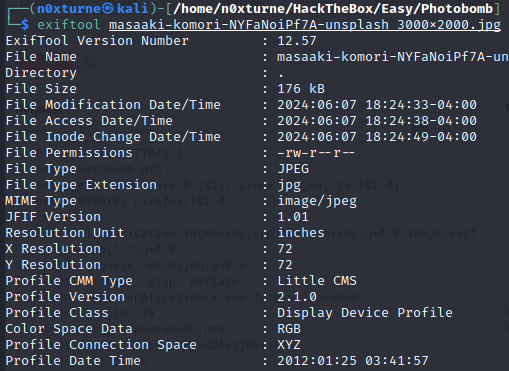 ┌──(n0xturne㉿kali)-[/home/n0xturne/HackTheBox/Easy/Photobomb]
└─$ exiftool masaaki-komori-NYFaNoiPf7A-unsplash_3000×2000.jpg
ExifTool Version Number : 12.57
File Name : masaaki-komori-NYFaNoiPf7A-un
Directory : .
File Size : 176 kB
File Modification Date/Time : 2024:06:07 18:24:33-04:00
File Access Date/Time : 2024:06:07 18:24:38-04:00
File Inode Change Date/Time : 2024:06:07 18:24:49-04:00
File Permissions : -rw-r--r--
File Type : JPEG
File Type Extension : jpg
MIME Type : image/jpeg
JFIF Version : 1.01
Resolution Unit : inches
X Resolution : 72
Y Resolution : 72
Profile CMM Type : Little CMS
Profile Version : 2.1.0
Profile Class : Display Device Profile
Color Space Data : RGB
Profile Connection Space : XYZ
Profile Date Time : 2012:01:25 03:41:57